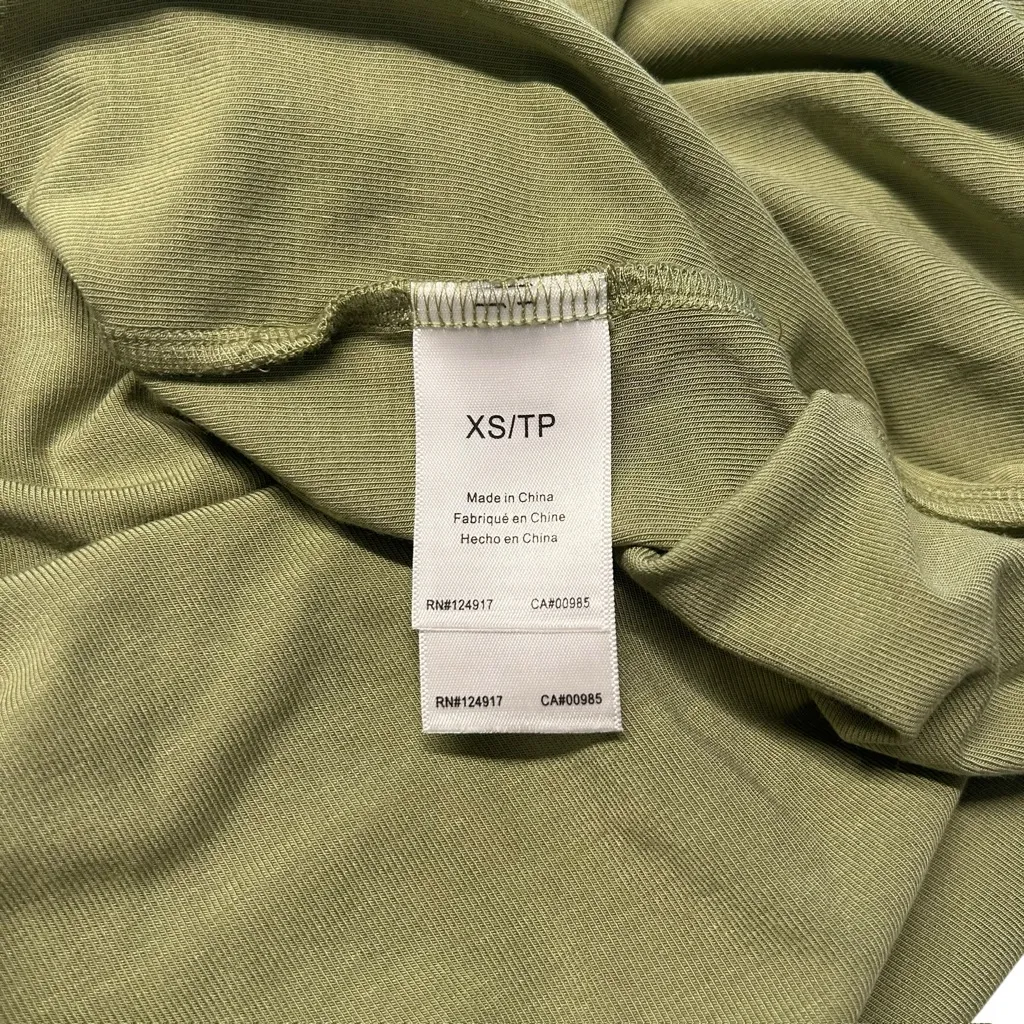 XS/TP
Made in China
Fabriqué en Chine
Hecho en China
RN#124917 CA#00985
RN#124917 CA#00985